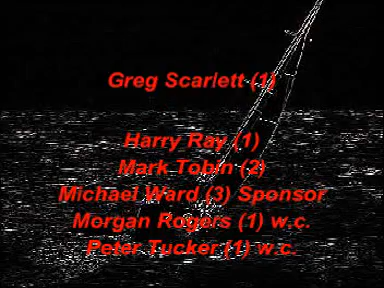 Greg Scarlett (1)
Harry Ray (1)
Mark Tobin (2)
Michael Ward (3) Sponsor
Morgan Rogers (1) w.c.
Peter Tucker (1) w.c.